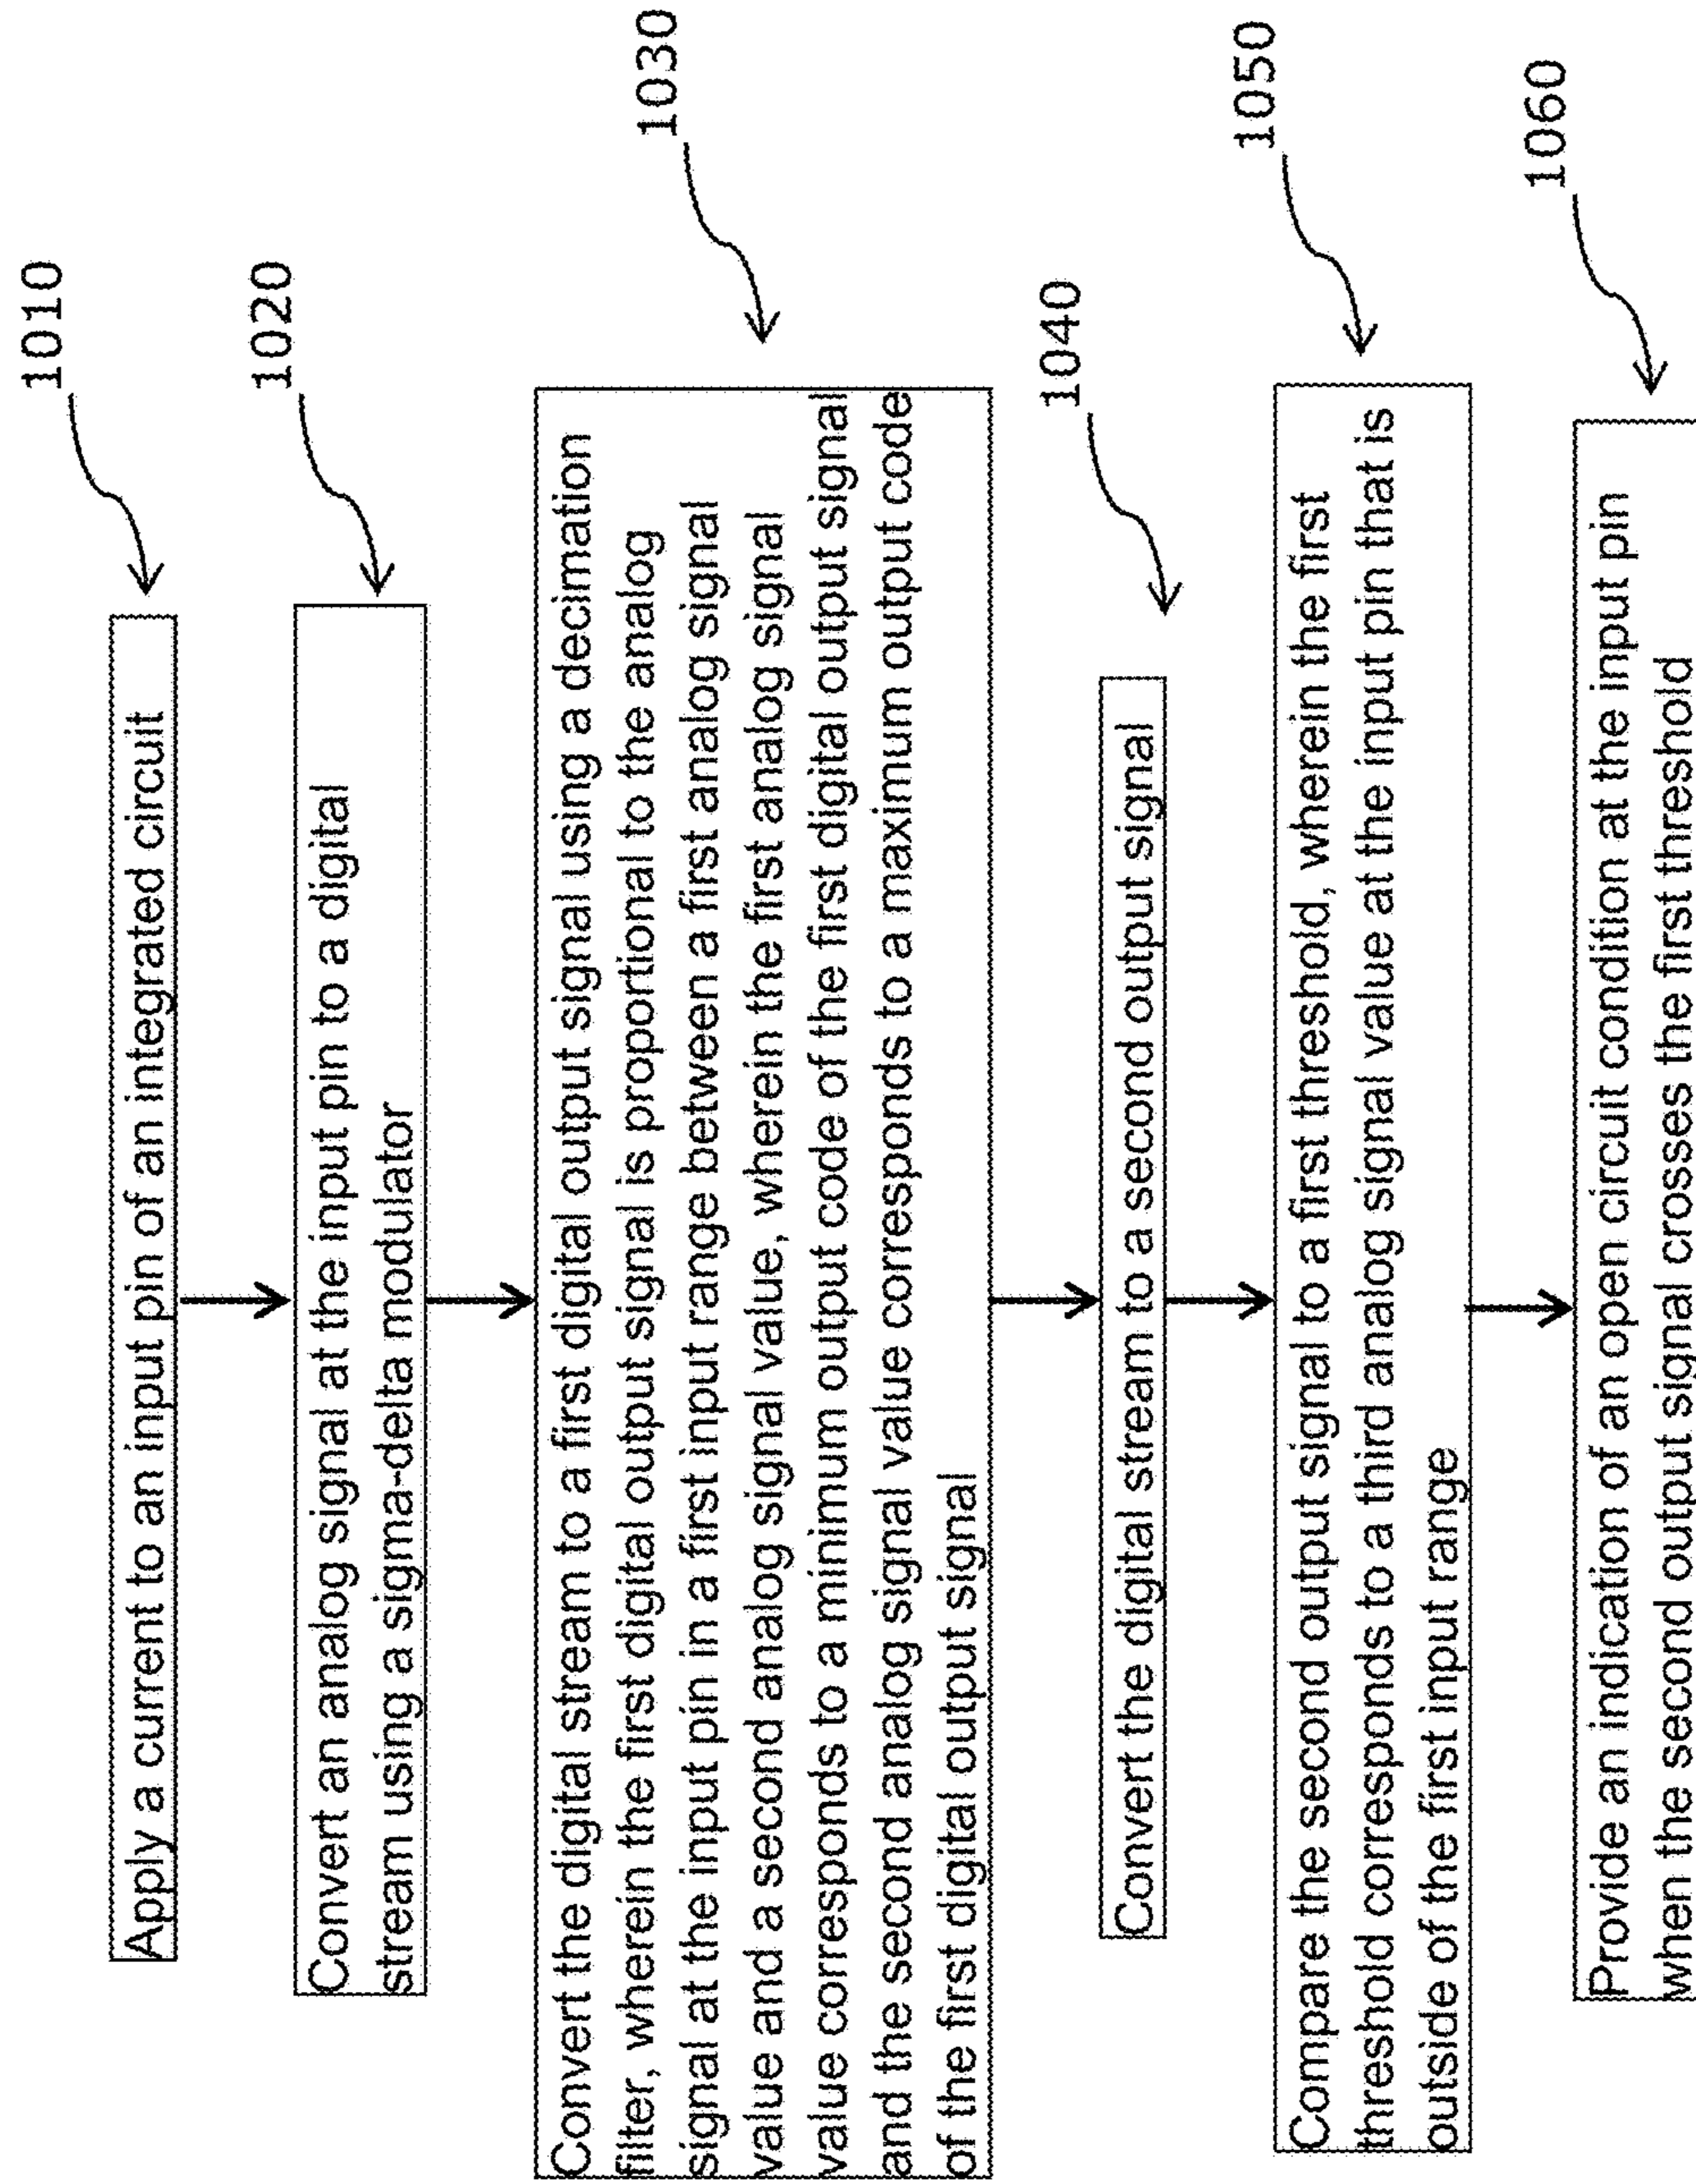 1010
Apply a current to an input pin of an integrated circuit
1020
Convert an analog signal at the input pin to a digital
stream using a sigma-delta modulator
1030
Convert the digital stream to a first digital output signal using a decimation
filter, wherein the first digital output signal is proportional to the analog
signal at the input pin in a first input range between a first analog signal
value and a second analog signal value, wherein the first analog signal
value corresponds to a minimum output code of the first digital output signal
and the second analog signal value corresponds to a maximum output code
of the first digital output signal
1040
Convert the digital stream to a second output signal
1050
Compare the second output signal to a first threshold, wherein the first
threshold corresponds to a third analog signal value at the input pin that is
outside of the first input range
1060
Provide an indication of an open circuit condition at the input pin
when the second output signal crosses the first threshold